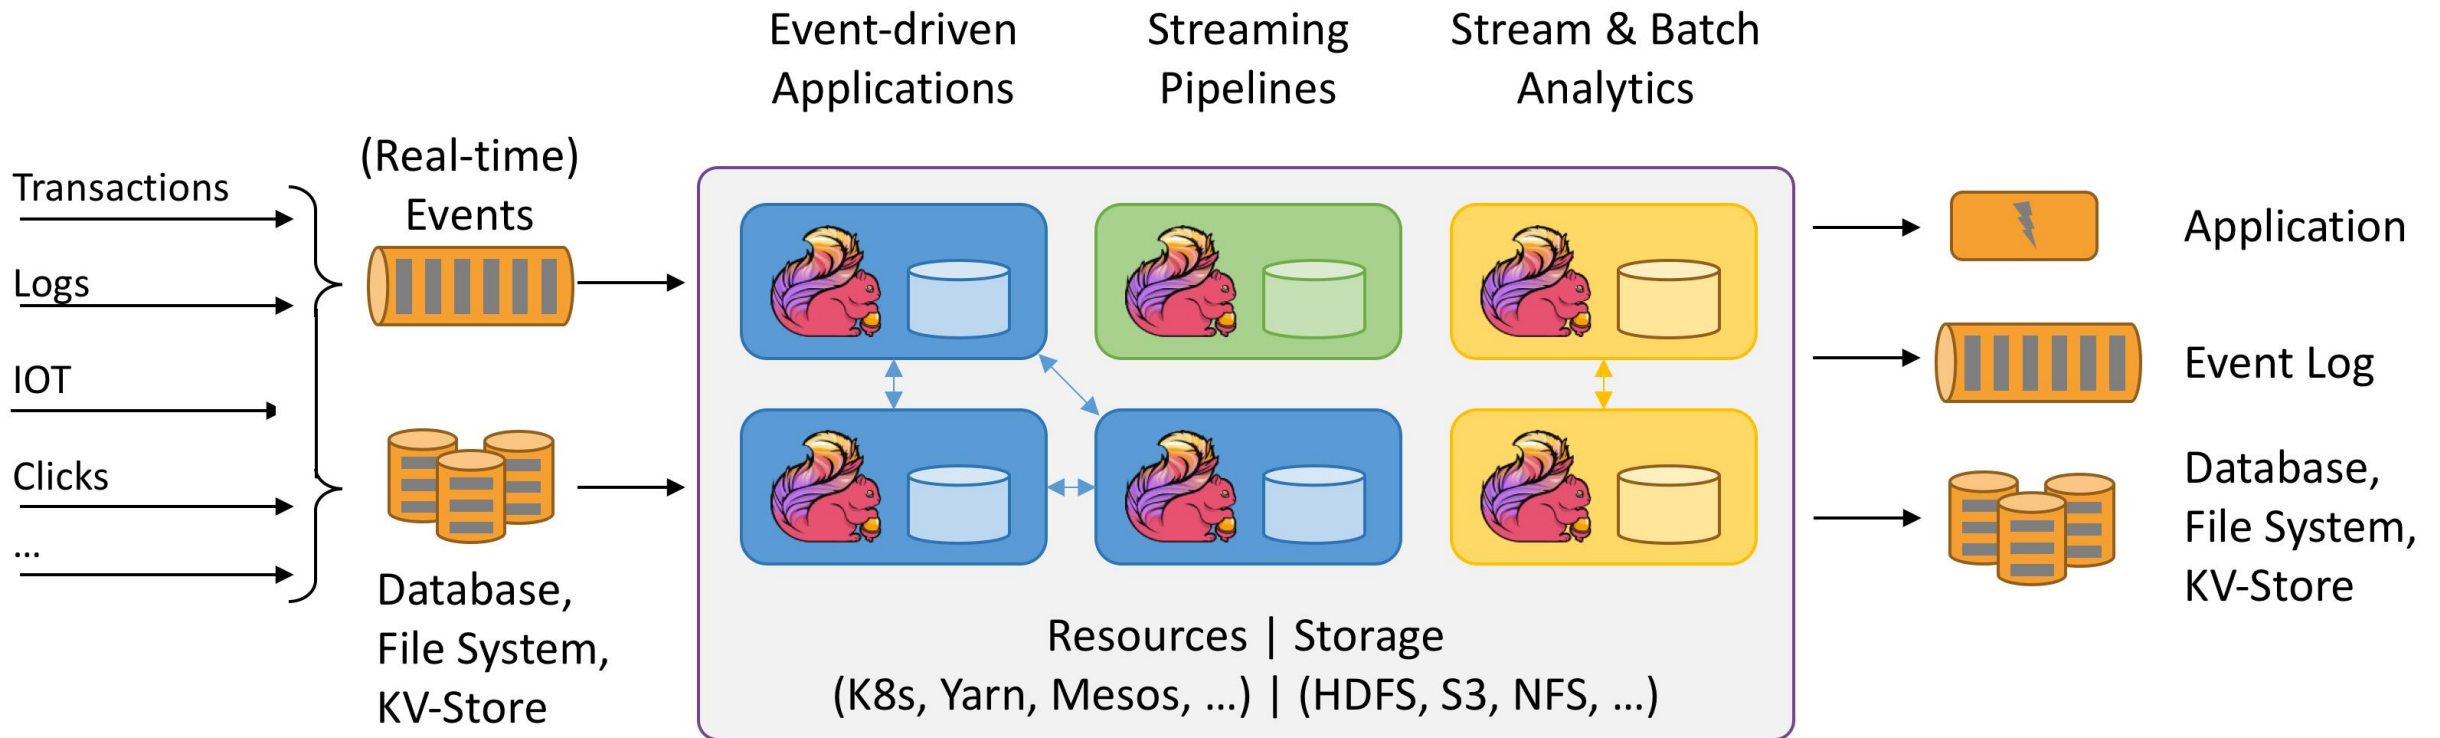 Event-driven
Applications
Streaming
Pipelines
Stream & Batch
Analytics
Transactions
Logs
IOT
Clicks
...
(Real-time)
Events
Database,
File System,
KV-Store
Resources | Storage
(K8s, Yarn, Mesos, ...) | (HDFS, S3, NFS, ...)
Application
Event Log
Database,
File System,
KV-Store